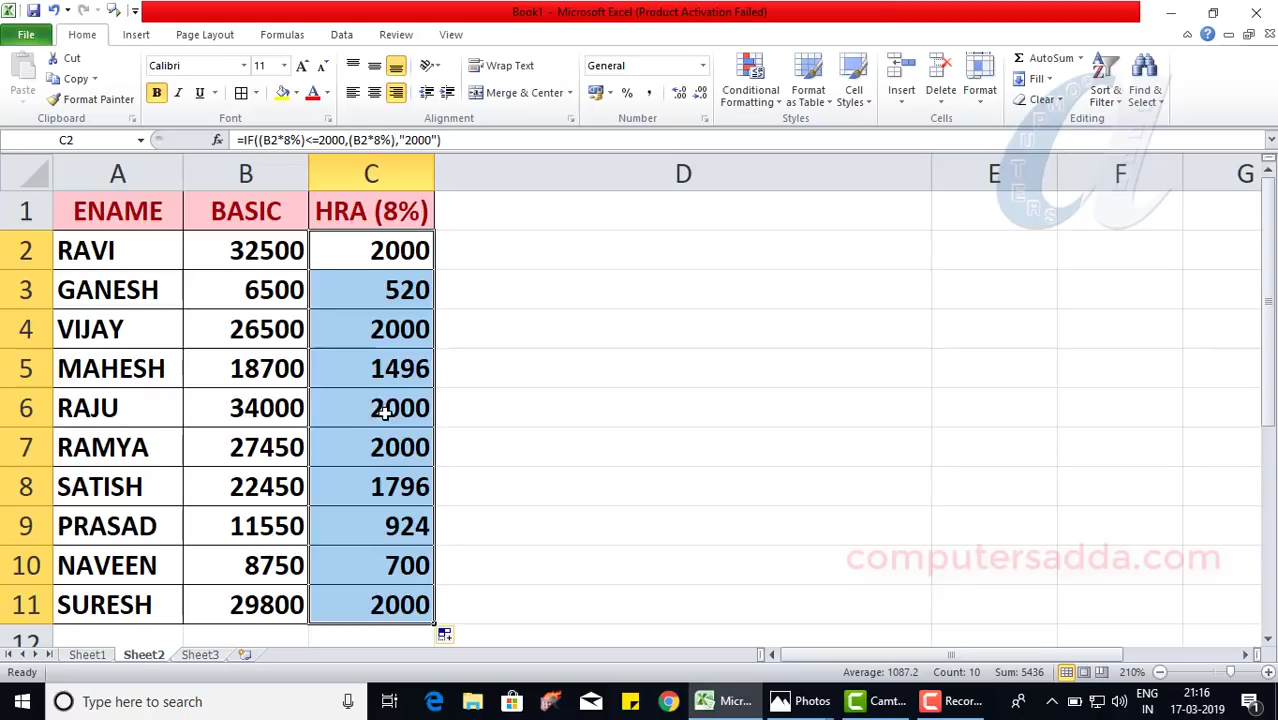 Book1 - Microsoft Excel (Product Activation Failed)
File Home Insert Page Layout Formulas Data Review View
Paste Cut Copy Format Painter Clipboard
Calibri 11 B I U A Font
Wrap Text Merge & Center Alignment
General % , Number
Conditional Formatting Format as Table Cell Styles Styles
Insert Delete Format Cells
Σ AutoSum Fill Clear Sort & Filter Find & Select Editing
C2 fx =IF((B2*8%)<=2000,(B2*8%),"2000")
A B C D E F G
1 ENAME BASIC HRA (8%)
2 RAVI 32500 2000
3 GANESH 6500 520
4 VIJAY 26500 2000
5 MAHESH 18700 1496
6 RAJU 34000 2000
7 RAMYA 27450 2000
8 SATISH 22450 1796
9 PRASAD 11550 924
10 NAVEEN 8750 700
11 SURESH 29800 2000
12
computersadda.com
Sheet1 Sheet2 Sheet3
Ready Average: 1087.2 Count: 10 Sum: 5436 210%
Type here to search Micr... Photos Camt... Recor... ENG 21:16
IN 17-03-2019